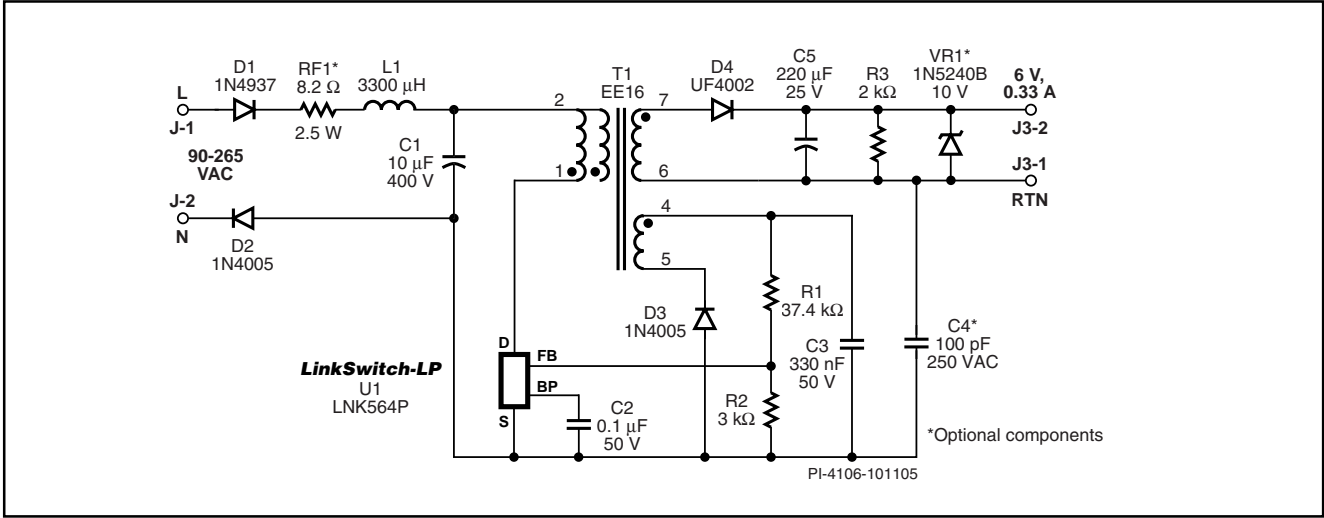 L
J-1
D1
1N4937
RF1*
8.2 Ω
2.5 W
L1
3300 µH
90-265
VAC
C1
10 µF
400 V
J-2
N
D2
1N4005
T1
EE16
2
1
7
6
4
5
D4
UF4002
C5
220 µF
25 V
R3
2 kΩ
VR1*
1N5240B
10 V
6 V,
0.33 A
J3-2
J3-1
RTN
D3
1N4005
R1
37.4 kΩ
C3
330 nF
50 V
R2
3 kΩ
C4*
100 pF
250 VAC
LinkSwitch-LP
U1
LNK564P
D
FB
BP
S
C2
0.1 µF
50 V
*Optional components
PI-4106-101105